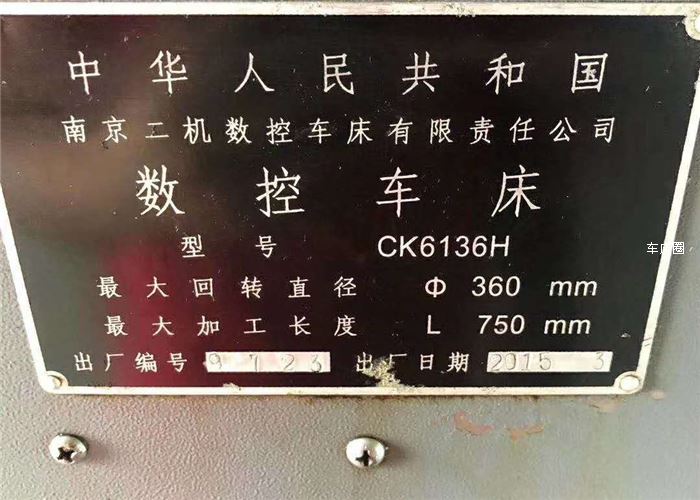 中华人民共和国
南京二机数控车床有限责任公司
数控车床
型号 CK6136H
最大回转直径 Φ 360 mm
最大加工长度 L 750 mm
出厂编号 9723 出厂日期 2015 3
车厂圈